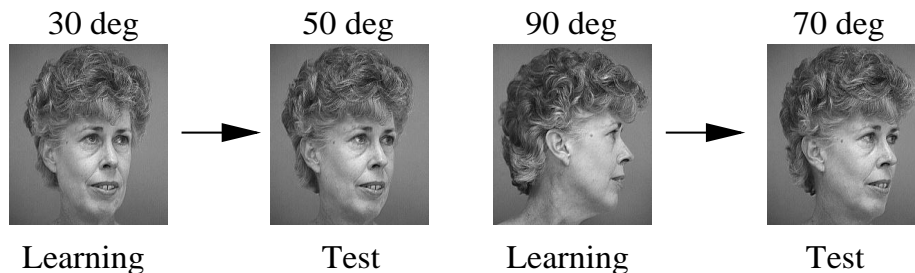 30 deg
50 deg
90 deg
70 deg
Learning
Test
Learning
Test